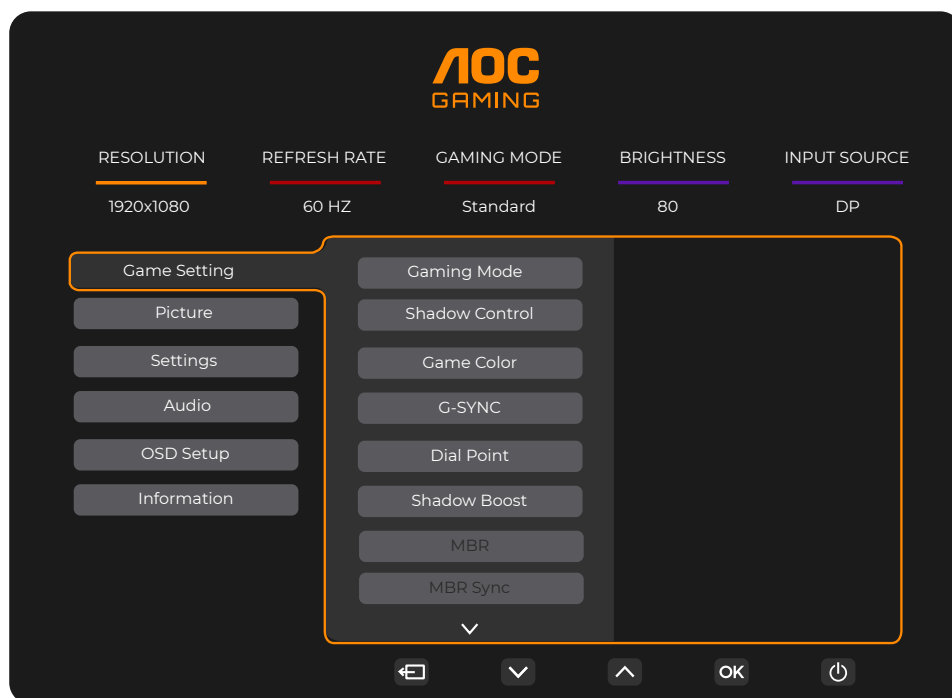 AOC
GAMING
RESOLUTION REFRESH RATE GAMING MODE BRIGHTNESS INPUT SOURCE
1920x1080 60 HZ Standard 80 DP
Game Setting
Picture
Settings
Audio
OSD Setup
Information
Gaming Mode
Shadow Control
Game Color
G-SYNC
Dial Point
Shadow Boost
MBR
MBR Sync
OK